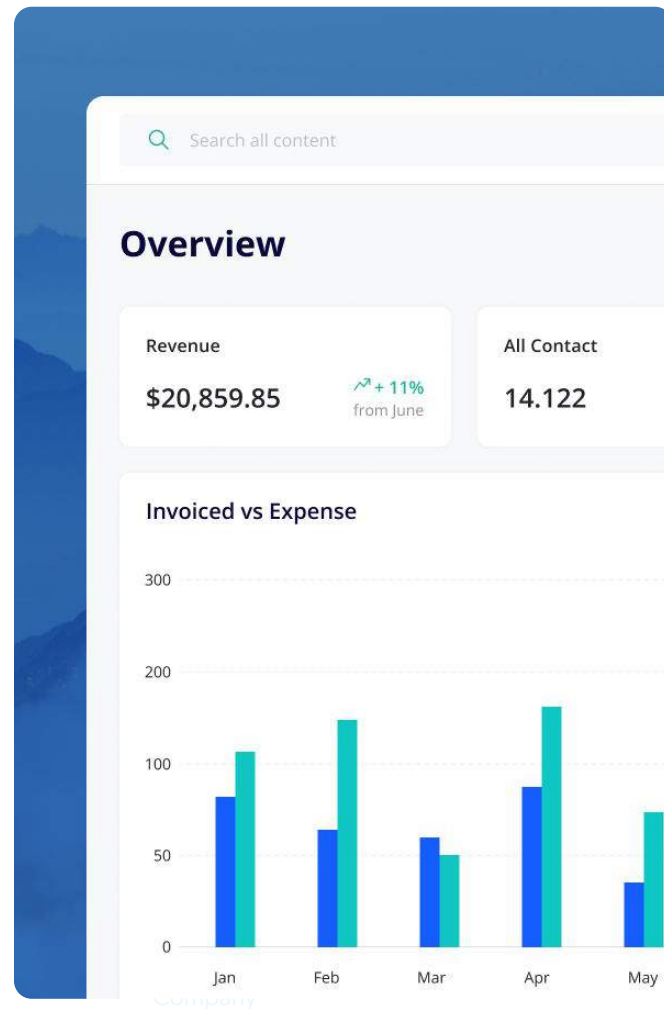 Search all content
Overview
Revenue
$20,859.85
+ 11%
from June
All Contact
14.122
Invoiced vs Expense
300
200
100
50
0
Jan Feb Mar Apr May
Company